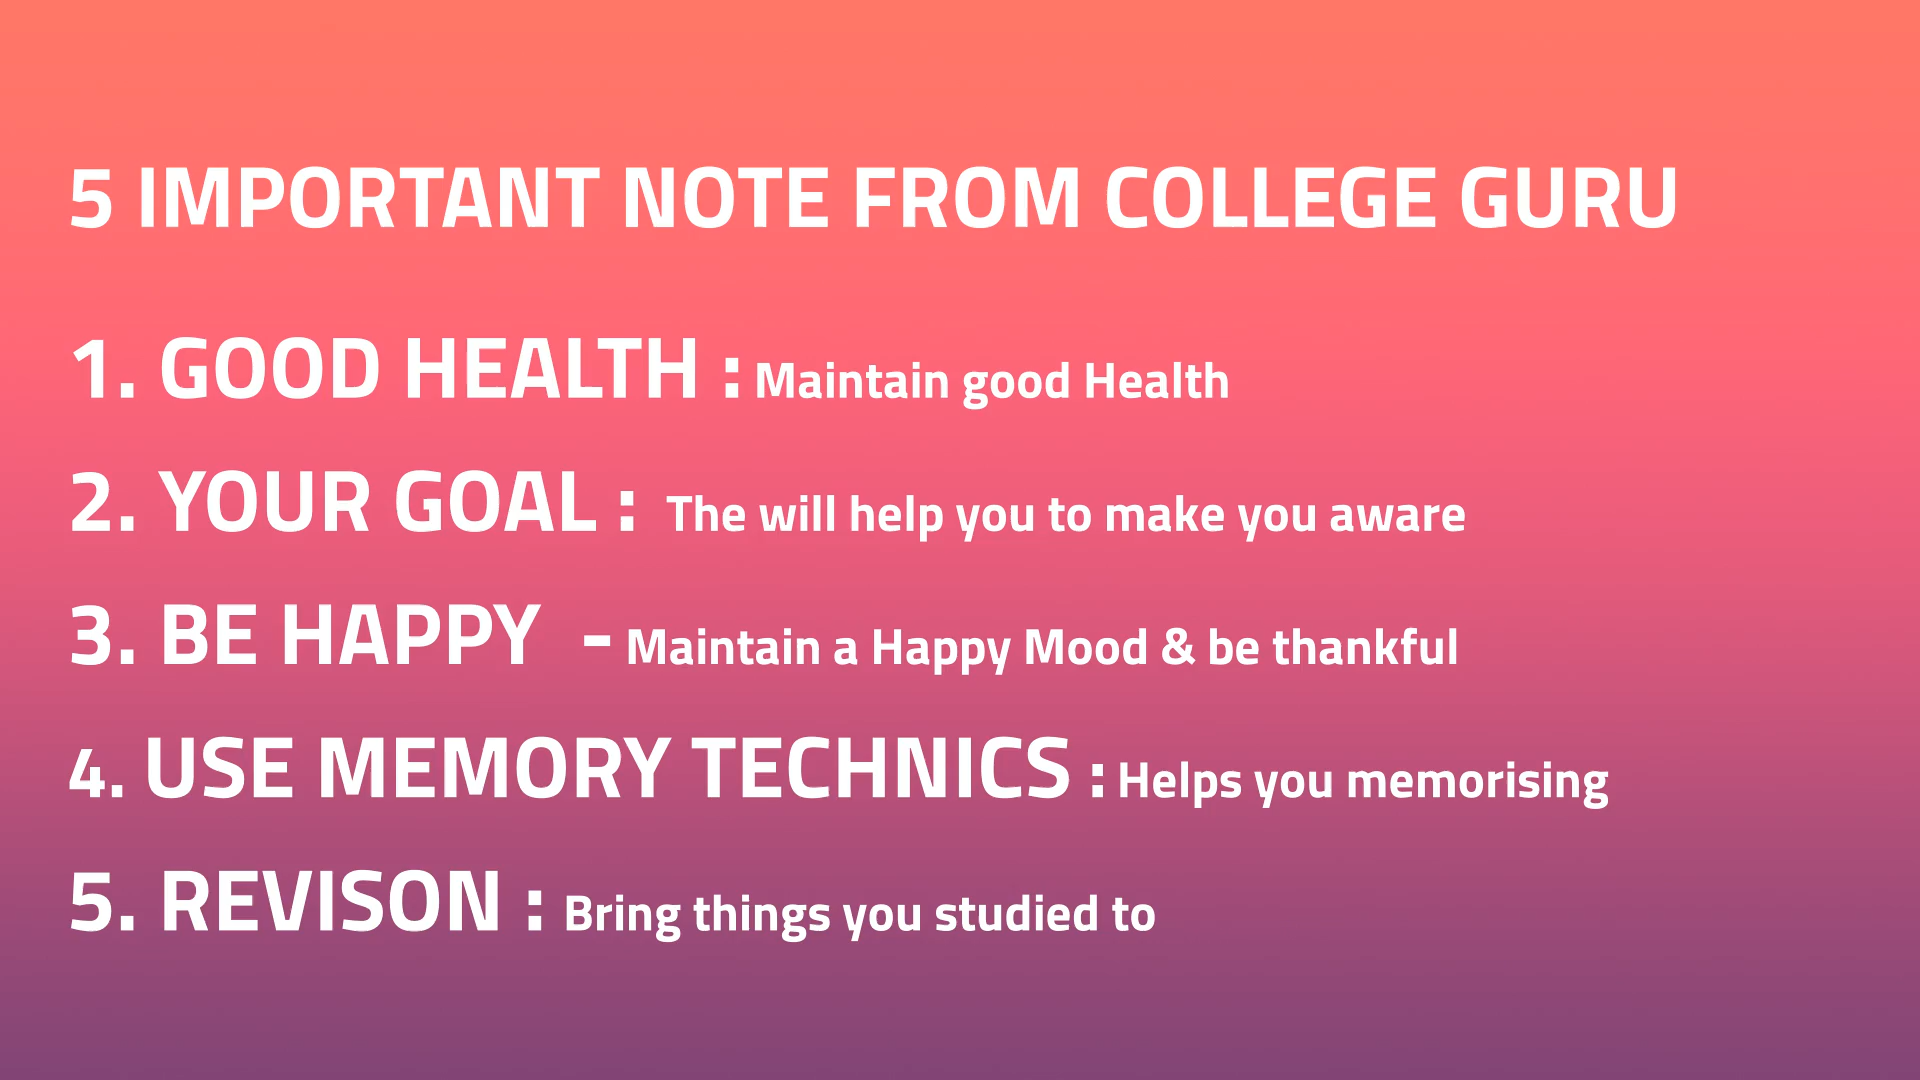 5 IMPORTANT NOTE FROM COLLEGE GURU
1. GOOD HEALTH : Maintain good Health
2. YOUR GOAL : The will help you to make you aware
3. BE HAPPY - Maintain a Happy Mood & be thankful
4. USE MEMORY TECHNICS : Helps you memorising
5. REVISON : Bring things you studied to